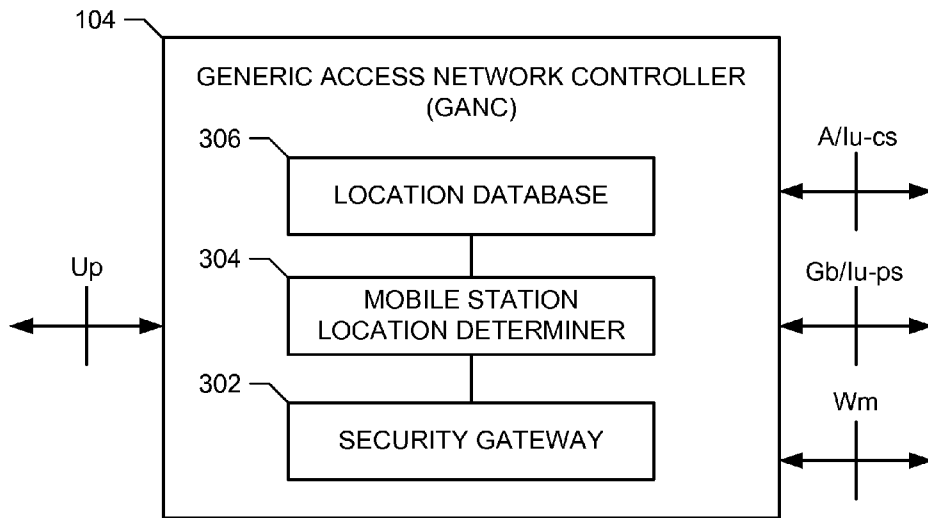 104
GENERIC ACCESS NETWORK CONTROLLER
(GANC)
306
LOCATION DATABASE
A/Iu-cs
Up
304
MOBILE STATION
LOCATION DETERMINER
Gb/Iu-ps
302
SECURITY GATEWAY
Wm